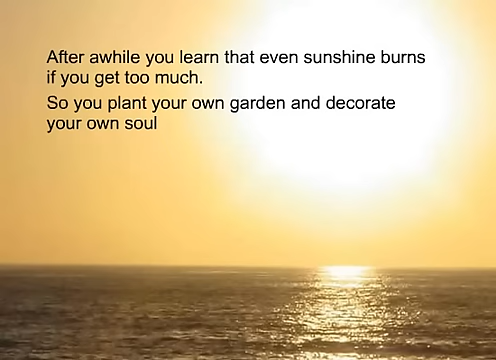 After awhile you learn that even sunshine burns
if you get too much.
So you plant your own garden and decorate
your own soul